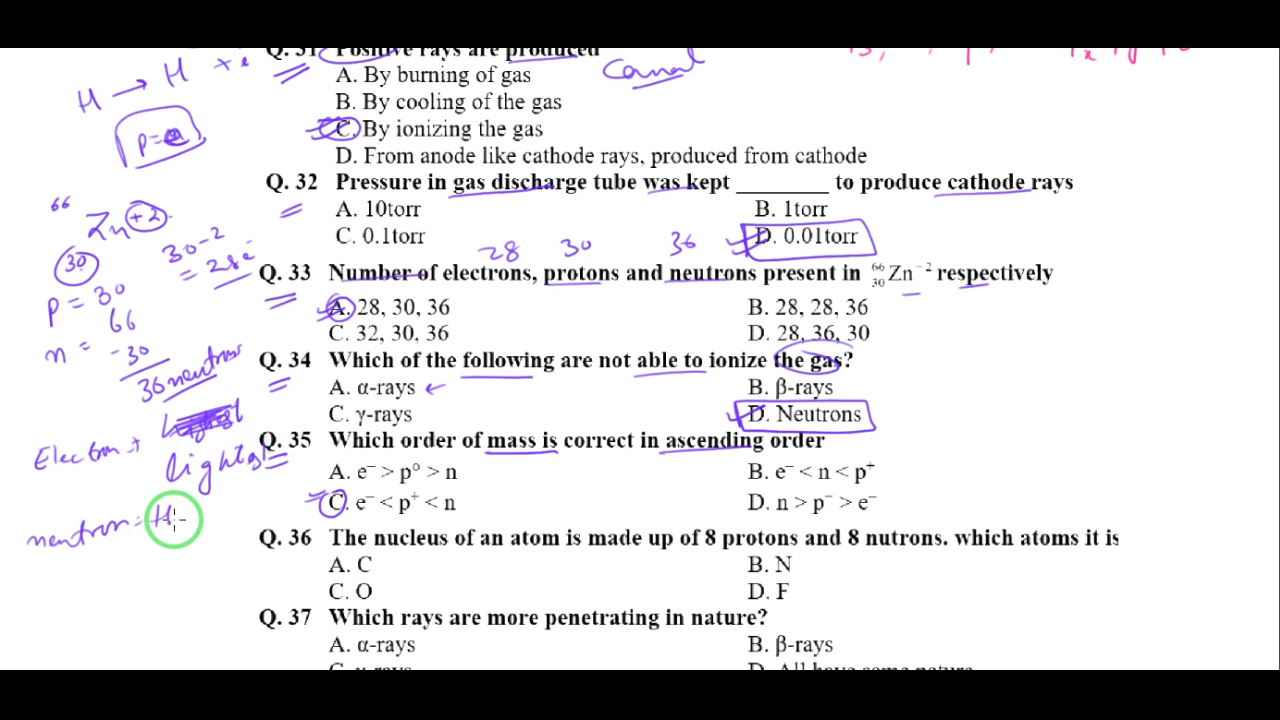 Q. 31 Positive rays are produced
Canal
H → H + e
A. By burning of gas
B. By cooling of the gas
C. By ionizing the gas
p = e
D. From anode like cathode rays, produced from cathode
Q. 32 Pressure in gas discharge tube was kept ________ to produce cathode rays
A. 10torr B. 1torr
C. 0.1torr D. 0.01torr
66
Zn +2
30
30-2
= 28e⁻
28 30 36
Q. 33 Number of electrons, protons and neutrons present in ⁶⁶₃₀Zn⁻² respectively
A. 28, 30, 36 B. 28, 28, 36
C. 32, 30, 36 D. 28, 36, 30
p = 30
n = 66
-30
36 neutrons
Q. 34 Which of the following are not able to ionize the gas?
A. α-rays B. β-rays
C. γ-rays D. Neutrons
Electron →
lightest
Q. 35 Which order of mass is correct in ascending order
A. e⁻ > p° > n B. e⁻ < n < p⁺
C. e⁻ < p⁺ < n D. n > p⁻ > e⁻
neutron = H
Q. 36 The nucleus of an atom is made up of 8 protons and 8 nutrons. which atoms it is
A. C B. N
C. O D. F
Q. 37 Which rays are more penetrating in nature?
A. α-rays B. β-rays
C. γ-rays D. All have same nature